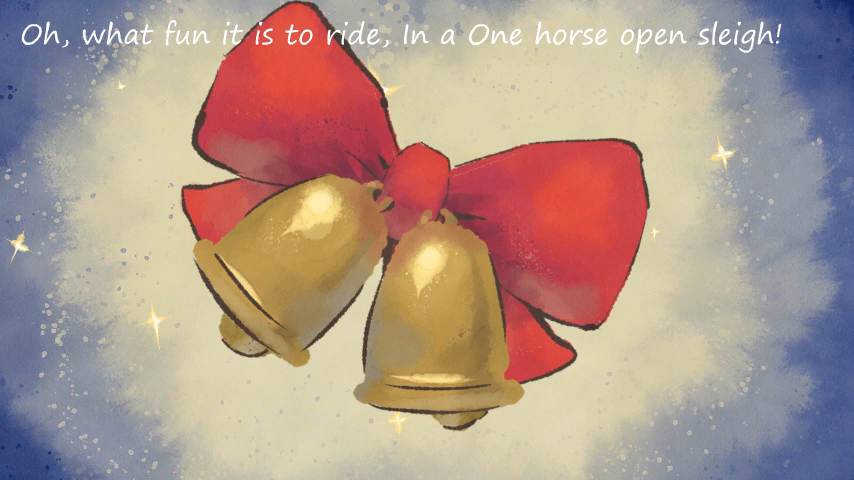 Oh, what fun it is to ride, In a One horse open sleigh!